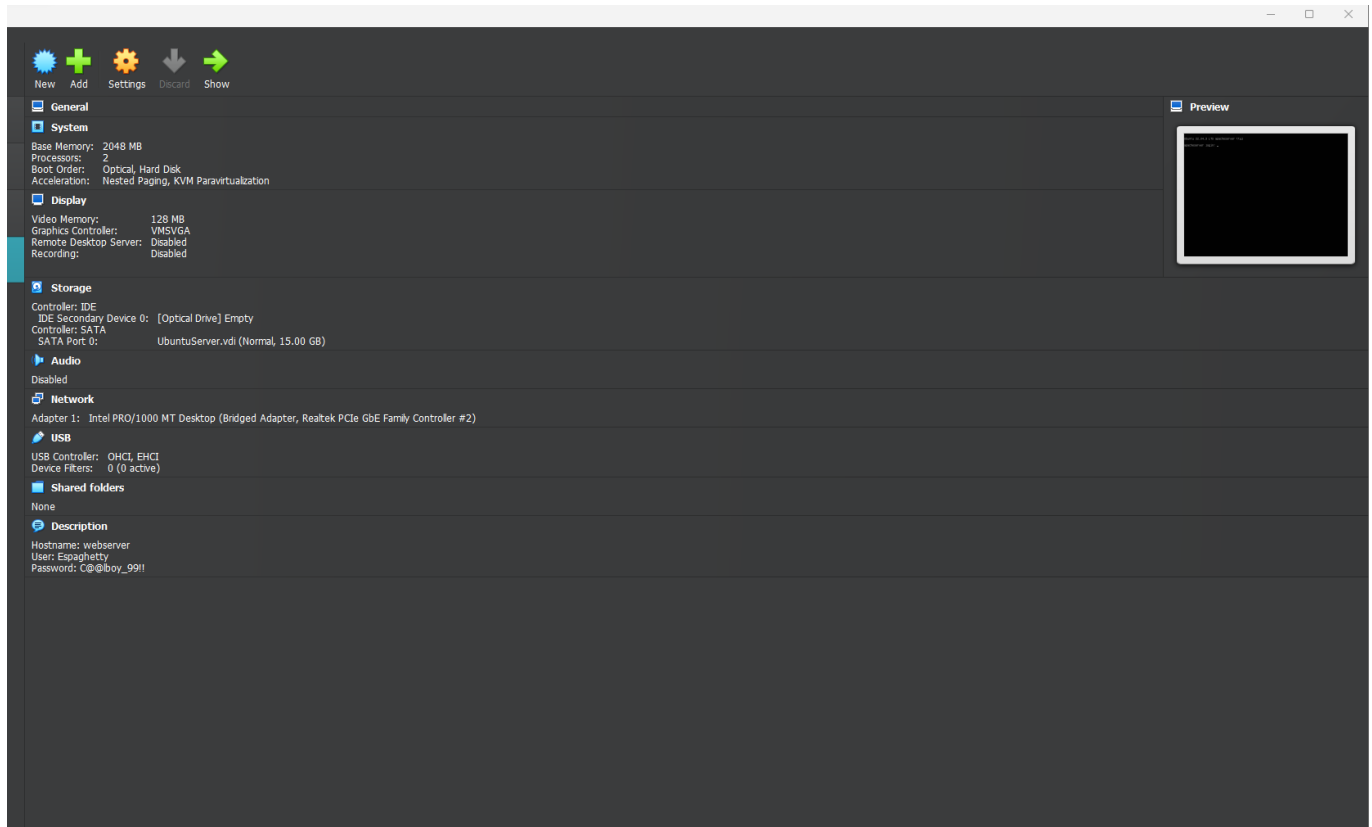 New Add Settings Discard Show
General
Preview
System
Base Memory: 2048 MB
Processors: 2
Boot Order: Optical, Hard Disk
Acceleration: Nested Paging, KVM Paravirtualization
Display
Video Memory: 128 MB
Graphics Controller: VMSVGA
Remote Desktop Server: Disabled
Recording: Disabled
Storage
Controller: IDE
IDE Secondary Device 0: [Optical Drive] Empty
Controller: SATA
SATA Port 0: UbuntuServer.vdi (Normal, 15.00 GB)
Audio
Disabled
Network
Adapter 1: Intel PRO/1000 MT Desktop (Bridged Adapter, Realtek PCIe GbE Family Controller #2)
USB
USB Controller: OHCI, EHCI
Device Filters: 0 (0 active)
Shared folders
None
Description
Hostname: webserver
User: Espaghetty
Password: C@@lboy_99!!